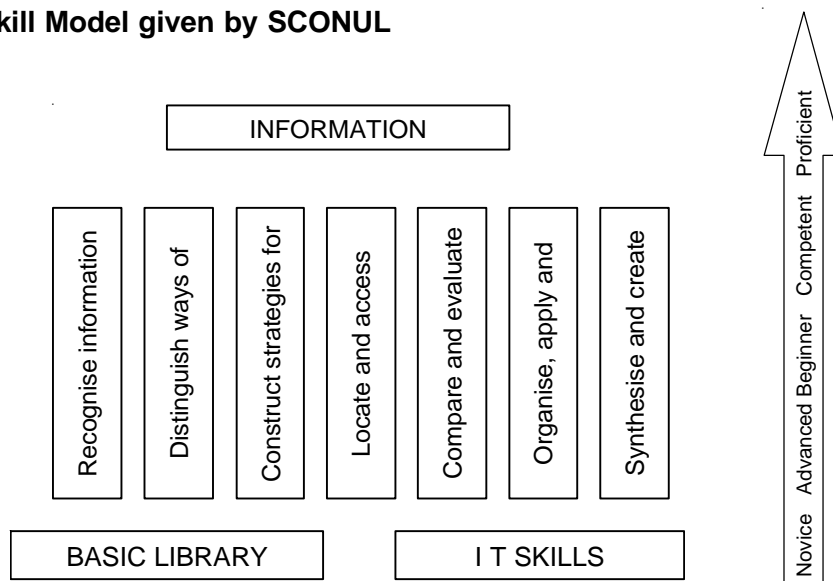 kill Model given by SCONUL
INFORMATION
Recognise information
Distinguish ways of
Construct strategies for
Locate and access
Compare and evaluate
Organise, apply and
Synthesise and create
BASIC LIBRARY
I T SKILLS
Novice Advanced Beginner Competent Proficient